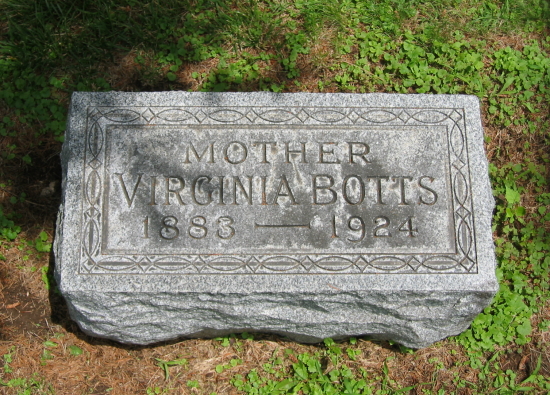 MOTHER
VIRGINIA BOTTS
1883 — 1924